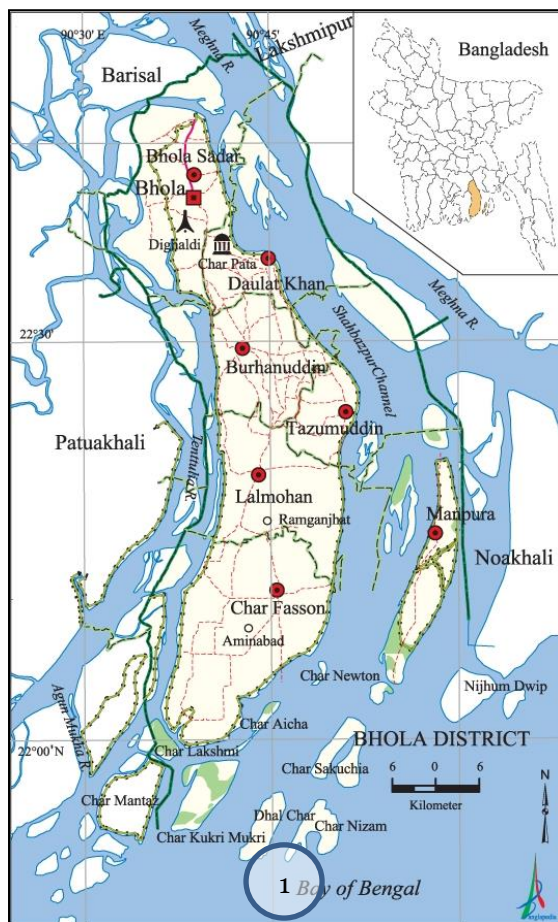 90°30' E
90°45'
Lakshmipur
Meghna R.
Barisal
Bangladesh
Bhola Sadar
Bhola
Dighaldi
Char Pata
Daulat Khan
22°30'
Meghna R.
Shahbazpur Channel
Burhanuddin
Tazumuddin
Patuakhali
Tentulia R.
Lalmohan
Ramganjhat
Manpura
Noakhali
Char Fasson
Aminabad
Char Newton
Nijhum Dwip
Agun Mukha R.
Char Aicha
22°00' N
Char Lakshmi
BHOLA DISTRICT
Char Sakuchia
6 0 6
Kilometer
N
Char Mantaz
Dhal Char
Char Nizam
Char Kukri Mukri
1
Bay of Bengal